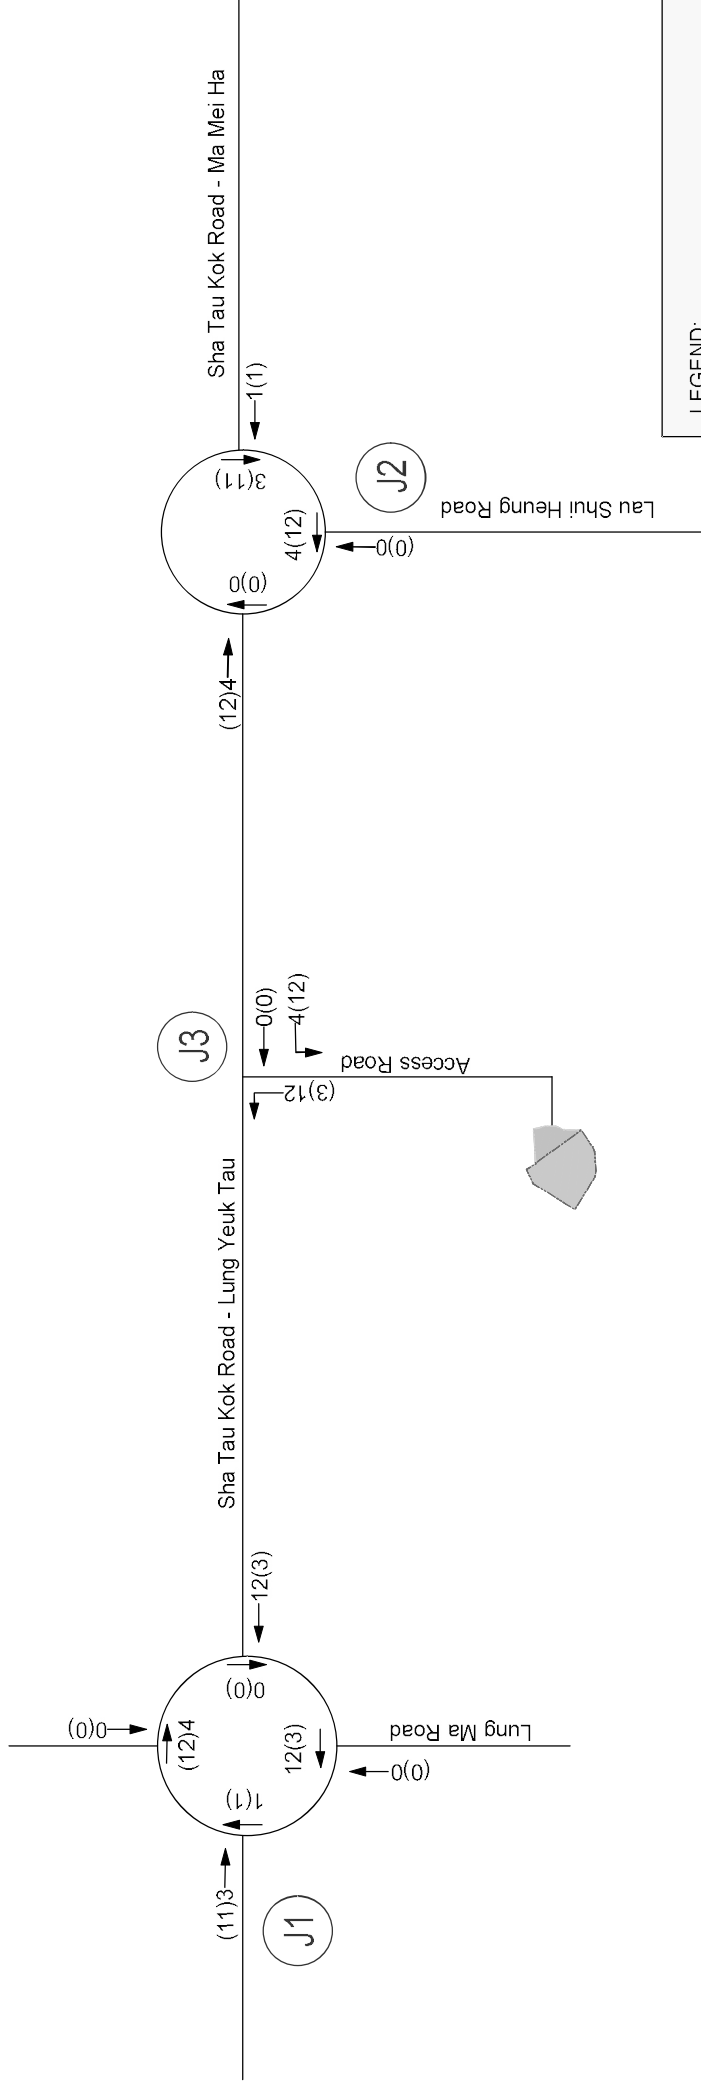 Sha Tau Kok Road - Ma Mei Ha
1(1)
3(11)
4(12)
(0)0
J2
Lau Shui Heung Road
(0)0
(12)4
J3
0(0)
4(12)
Access Road
(3)12
Sha Tau Kok Road - Lung Yeuk Tau
12(3)
0(0)
0(0)
(12)4
12(3)
1(1)
Lung Ma Road
(0)0
(11)3
J1
LEGEND: